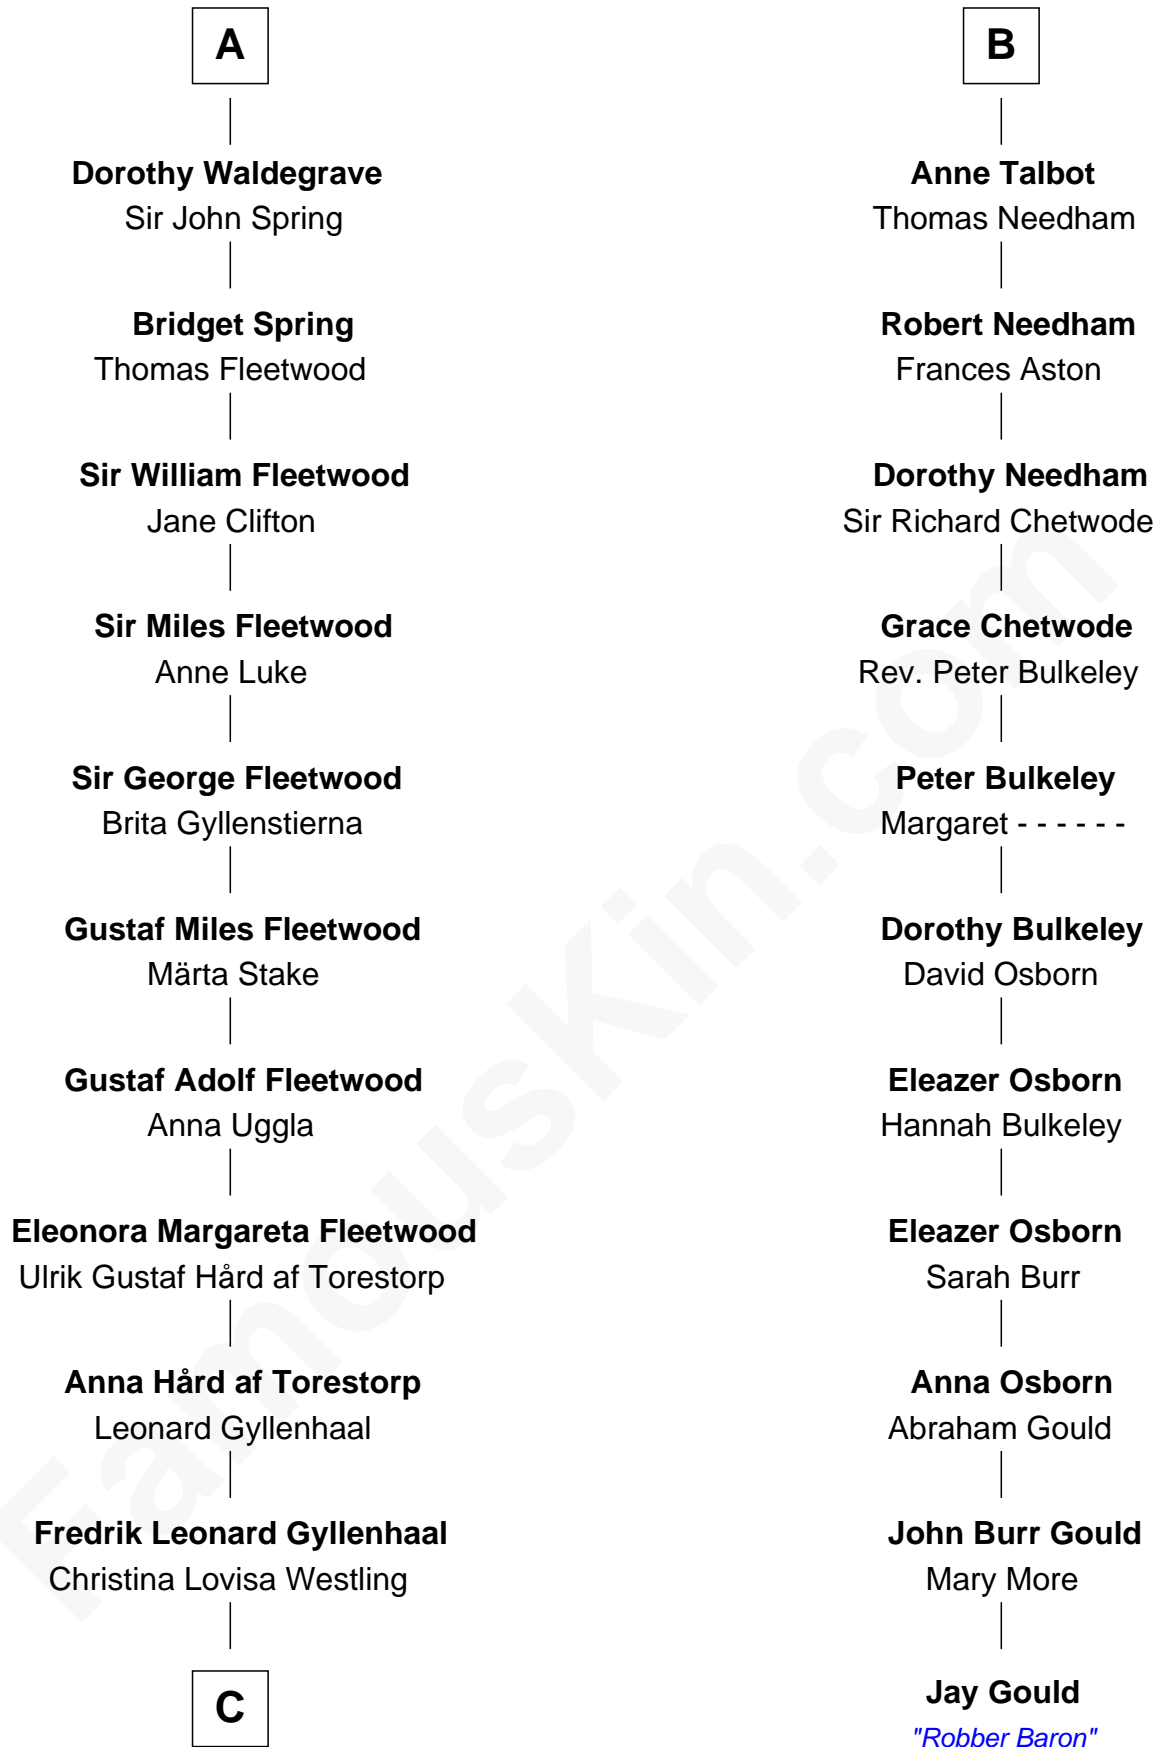 A
Dorothy Waldegrave
Sir John Spring
Bridget Spring
Thomas Fleetwood
Sir William Fleetwood
Jane Clifton
Sir Miles Fleetwood
Anne Luke
Sir George Fleetwood
Brita Gyllenstierna
Gustaf Miles Fleetwood
Märta Stake
Gustaf Adolf Fleetwood
Anna Uggla
Eleonora Margareta Fleetwood
Ulrik Gustaf Hård af Torestorp
Anna Hård af Torestorp
Leonard Gyllenhaal
Fredrik Leonard Gyllenhaal
Christina Lovisa Westling
C
B
Anne Talbot
Thomas Needham
Robert Needham
Frances Aston
Dorothy Needham
Sir Richard Chetwode
Grace Chetwode
Rev. Peter Bulkeley
Peter Bulkeley
Margaret - - - - - -
Dorothy Bulkeley
David Osborn
Eleazer Osborn
Hannah Bulkeley
Eleazer Osborn
Sarah Burr
Anna Osborn
Abraham Gould
John Burr Gould
Mary More
Jay Gould
"Robber Baron"
FamousKin.com